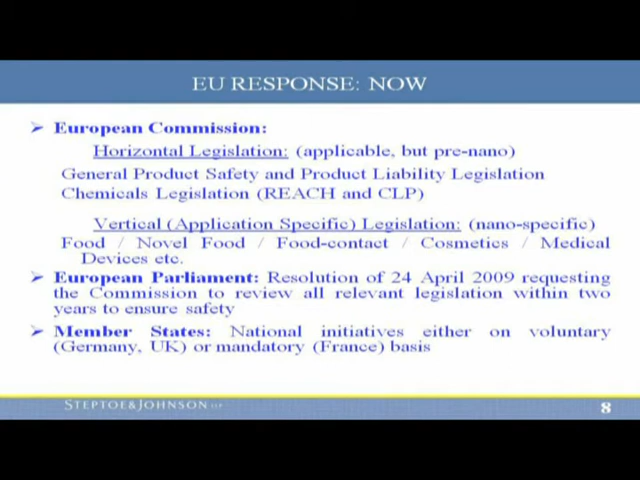 EU RESPONSE: NOW
➢ European Commission:
Horizontal Legislation: (applicable, but pre-nano)
General Product Safety and Product Liability Legislation
Chemicals Legislation (REACH and CLP)
Vertical (Application Specific) Legislation: (nano-specific)
Food / Novel Food / Food-contact / Cosmetics / Medical
Devices etc.
➢ European Parliament: Resolution of 24 April 2009 requesting
the Commission to review all relevant legislation within two
years to ensure safety
➢ Member States: National initiatives either on voluntary
(Germany, UK) or mandatory (France) basis
STEPTOE&JOHNSON LLP
8